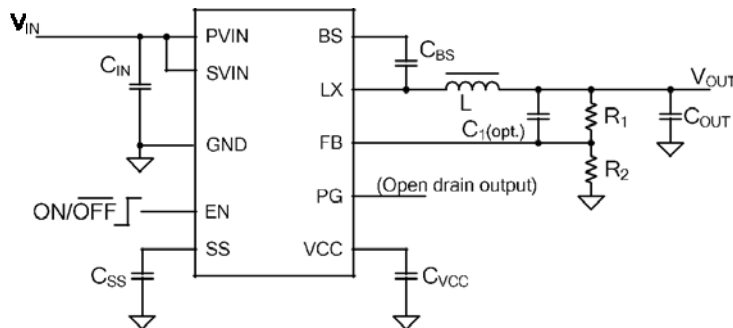 VIN
PVIN
BS
CBS
CIN
SVIN
LX
L
VOUT
C1(opt.)
R1
COUT
GND
FB
R2
(Open drain output)
PG
ON/OFF
EN
SS
VCC
CSS
CVCC